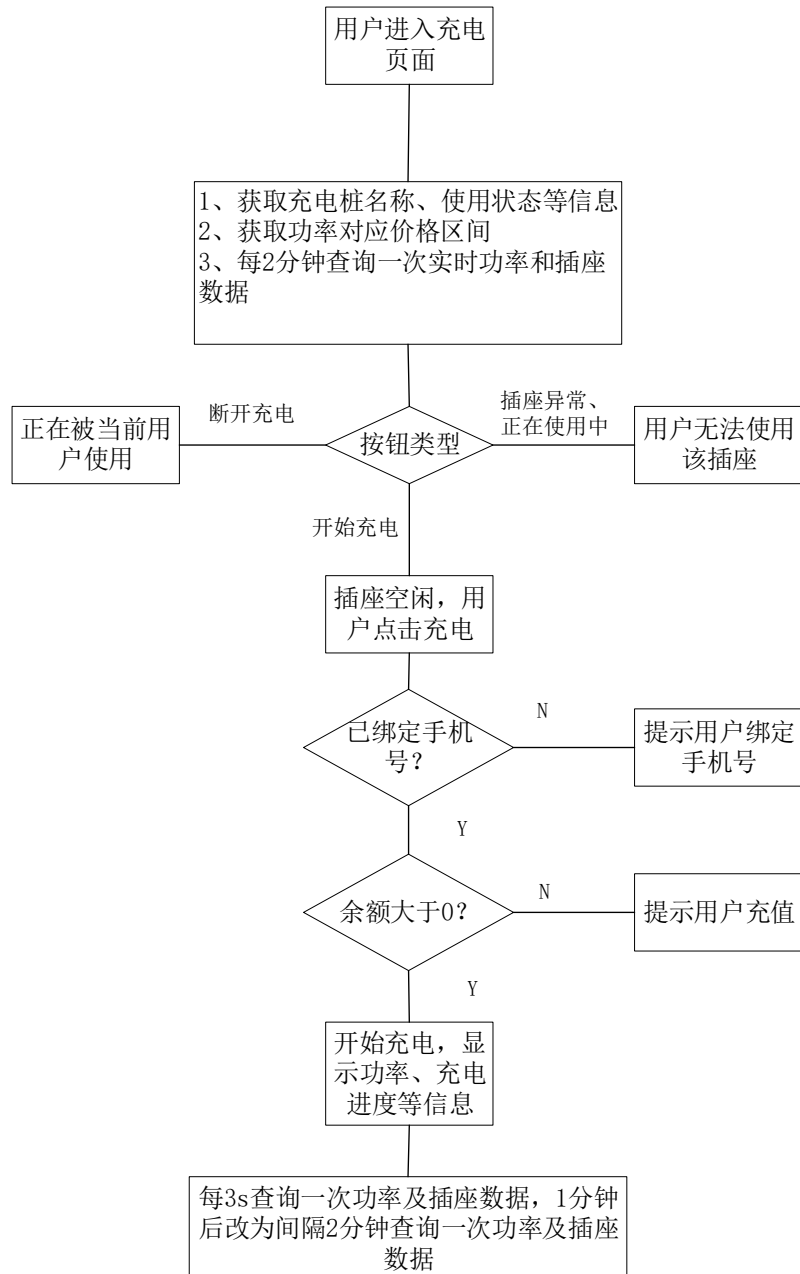 用户进入充电
页面
1、获取充电桩名称、使用状态等信息
2、获取功率对应价格区间
3、每2分钟查询一次实时功率和插座
数据
正在被当前用
户使用
断开充电
按钮类型
插座异常、
正在使用中
用户无法使用
该插座
开始充电
插座空闲，用
户点击充电
已绑定手机
号？
N
提示用户绑定
手机号
Y
余额大于0？
N
提示用户充值
Y
开始充电，显
示功率、充电
进度等信息
每3s查询一次功率及插座数据，1分钟
后改为间隔2分钟查询一次功率及插座
数据